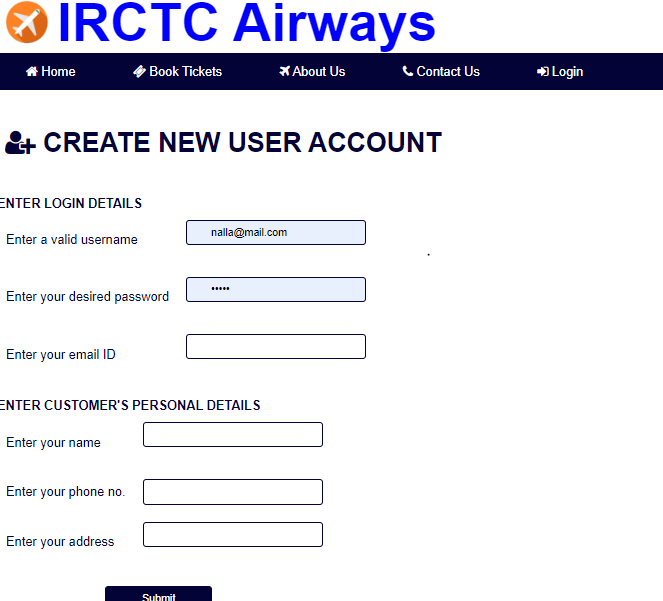 IRCTC Airways
Home Book Tickets About Us Contact Us Login
CREATE NEW USER ACCOUNT
ENTER LOGIN DETAILS
Enter a valid username nalla@mail.com
Enter your desired password •••••
Enter your email ID
ENTER CUSTOMER'S PERSONAL DETAILS
Enter your name
Enter your phone no.
Enter your address
Submit